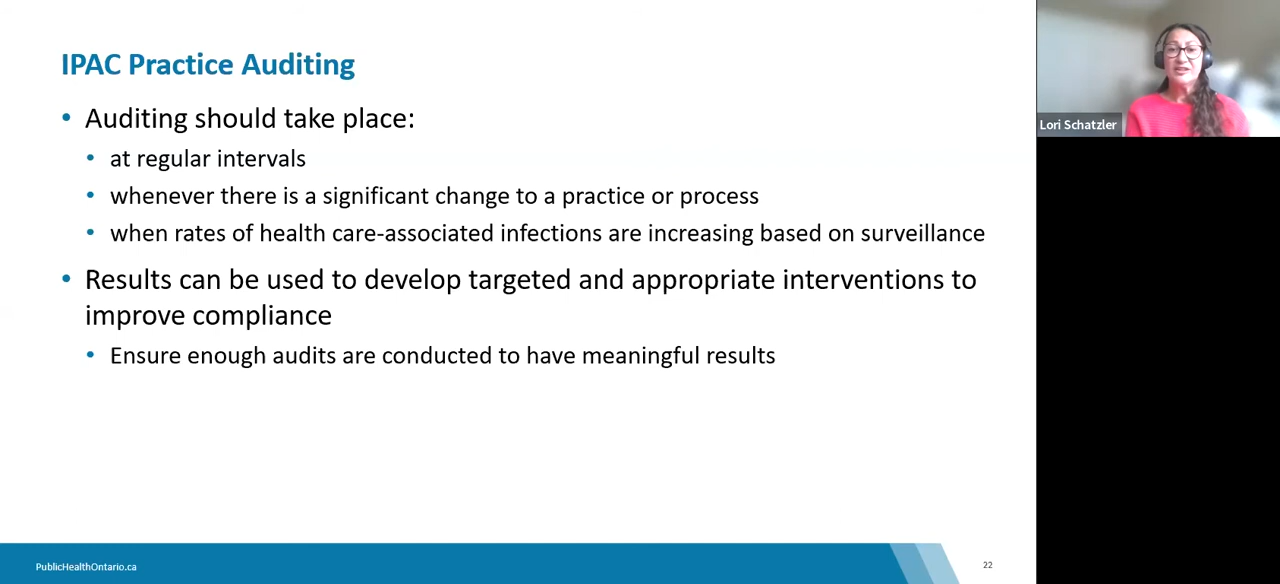 IPAC Practice Auditing
• Auditing should take place:
• at regular intervals
• whenever there is a significant change to a practice or process
• when rates of health care-associated infections are increasing based on surveillance
• Results can be used to develop targeted and appropriate interventions to
improve compliance
• Ensure enough audits are conducted to have meaningful results
PublicHealthOntario.ca
22
Lori Schatzler